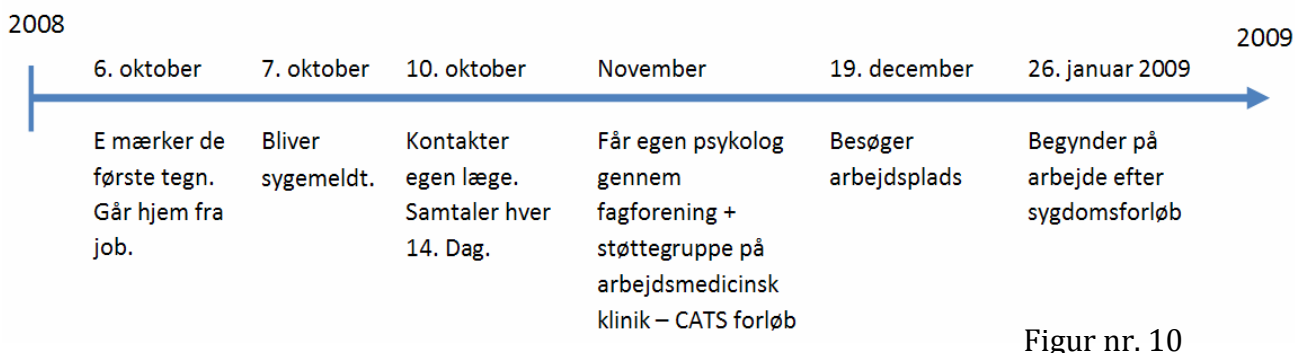 2008
2009
6. oktober
E mærker de
første tegn.
Går hjem fra
job.
7. oktober
Bliver
sygemeldt.
10. oktober
Kontakter
egen læge.
Samtaler hver
14. Dag.
November
Får egen psykolog
gennem
fagforening +
støttegruppe på
arbejdsmedicinsk
klinik – CATS forløb
19. december
Besøger
arbejdsplads
26. januar 2009
Begynder på
arbejde efter
sygdomsforløb
Figur nr. 10